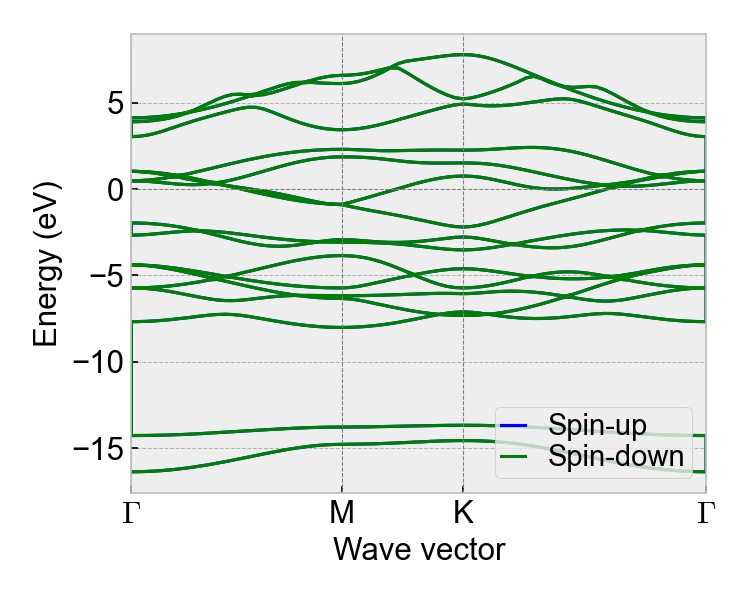 Energy (eV)
5
0
−5
−10
−15
Spin-up
Spin-down
Γ M K Γ
Wave vector